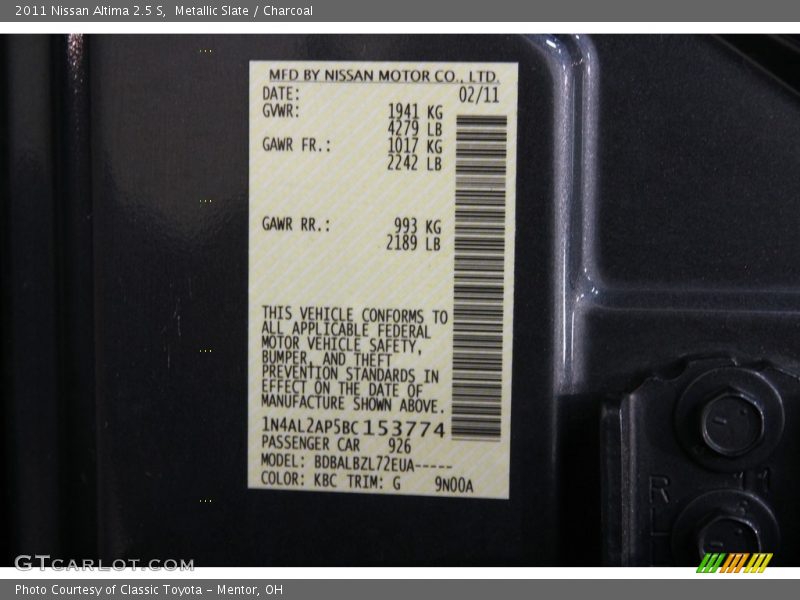 2011 Nissan Altima 2.5 S, Metallic Slate / Charcoal
MFD BY NISSAN MOTOR CO., LTD.
DATE: 02/11
GVWR: 1941 KG
4279 LB
GAWR FR.: 1017 KG
2242 LB
GAWR RR.: 993 KG
2189 LB
THIS VEHICLE CONFORMS TO
ALL APPLICABLE FEDERAL
MOTOR VEHICLE SAFETY,
BUMPER, AND THEFT
PREVENTION STANDARDS IN
EFFECT ON THE DATE OF
MANUFACTURE SHOWN ABOVE.
1N4AL2AP5BC153774
PASSENGER CAR 926
MODEL: BDBALBZL72EUA-----
COLOR: KBC TRIM: G 9N00A
GTCARLOT.COM
Photo Courtesy of Classic Toyota - Mentor, OH